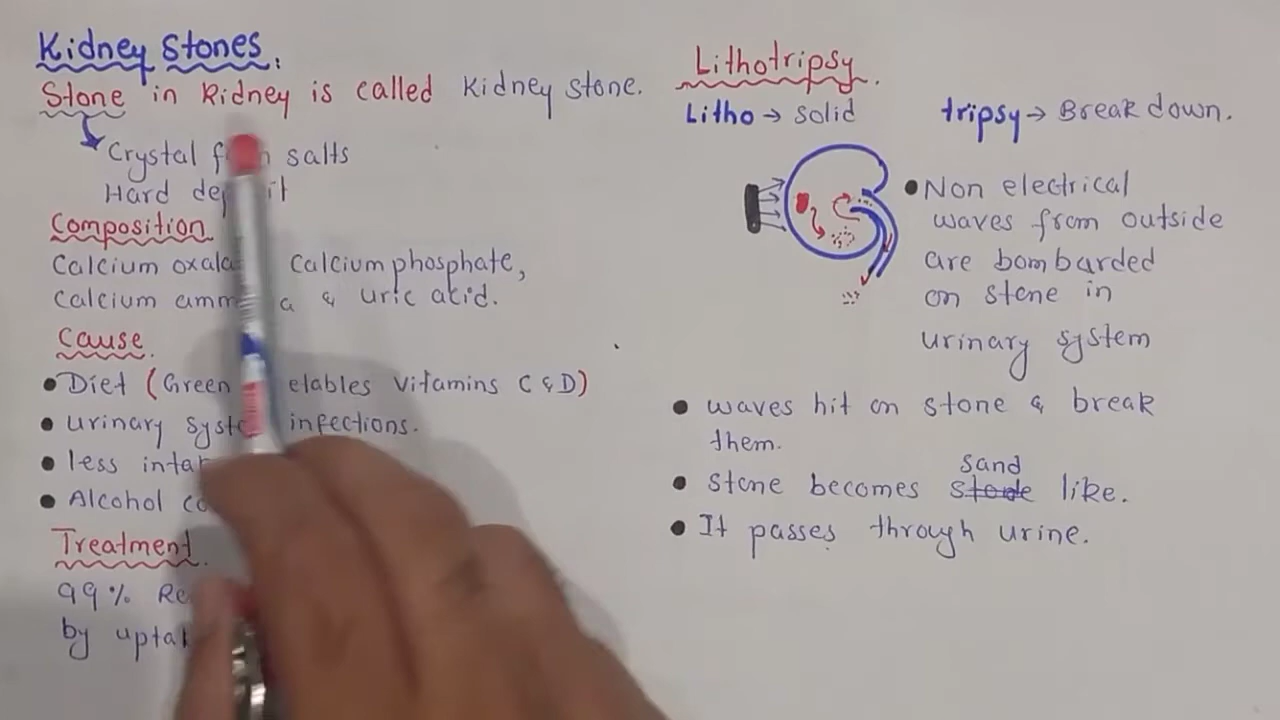 Kidney Stones.
Stone in Kidney is called Kidney Stone.
Crystal salts
Hard
Composition
Calcium Calcium phosphate,
Calcium & uric acid.
Cause
• Diet (Green Vitamins C & D)
• urinary infections.
• less
• Alcohol
Treatment
99%
by
Lithotripsy.
Litho → Solid tripsy → Break down.
• Non electrical
waves from outside
are bombarded
on stone in
urinary system
• waves hit on stone & break
them.
sand
• Stone becomes like.
• It passes through urine.